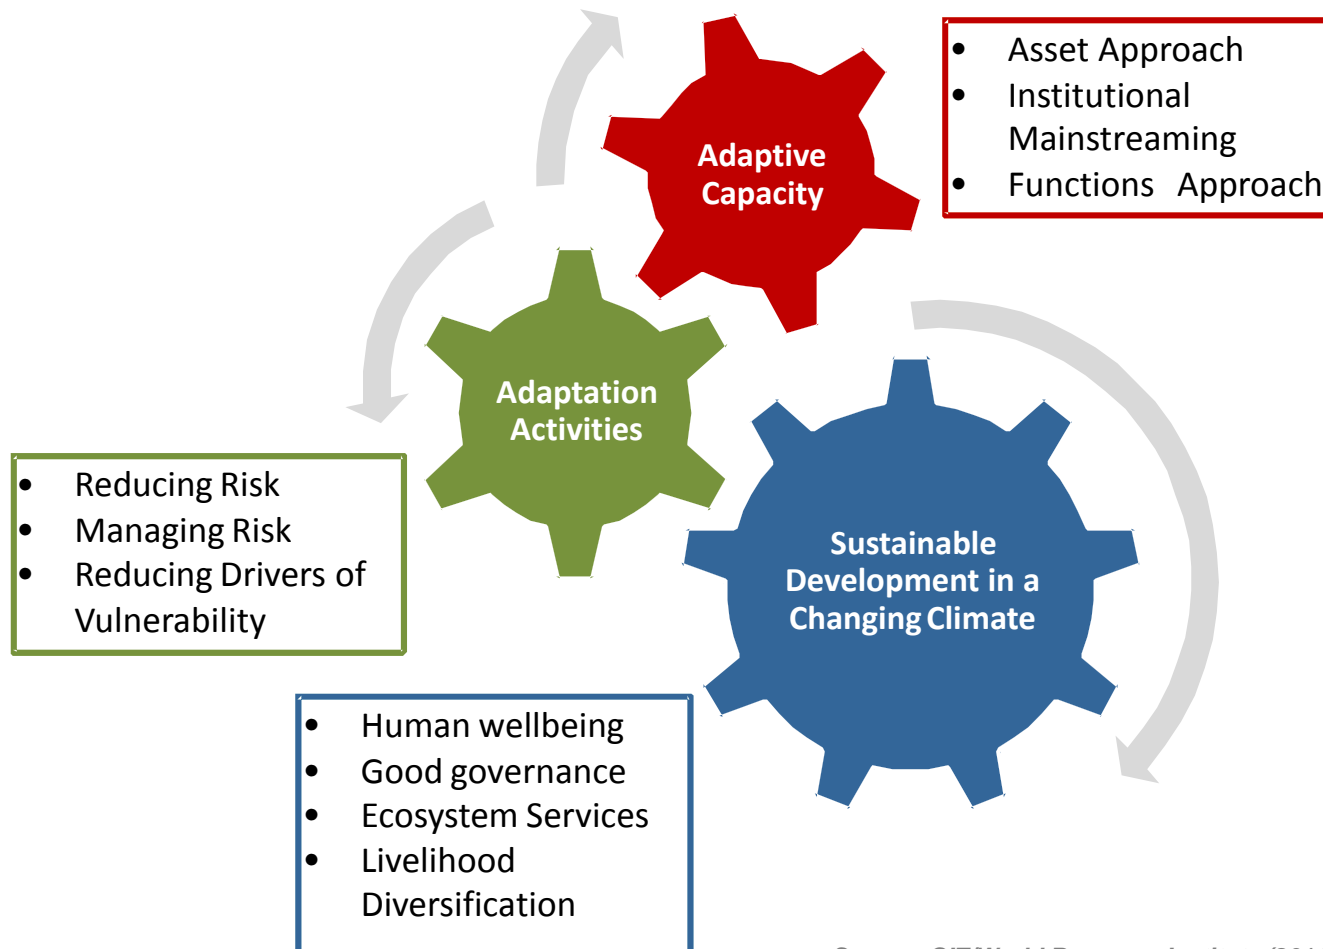 • Asset Approach
• Institutional
Mainstreaming
• Functions Approach
Adaptive
Capacity
Adaptation
Activities
• Reducing Risk
• Managing Risk
• Reducing Drivers of
Vulnerability
Sustainable
Development in a
Changing Climate
• Human wellbeing
• Good governance
• Ecosystem Services
• Livelihood
Diversification